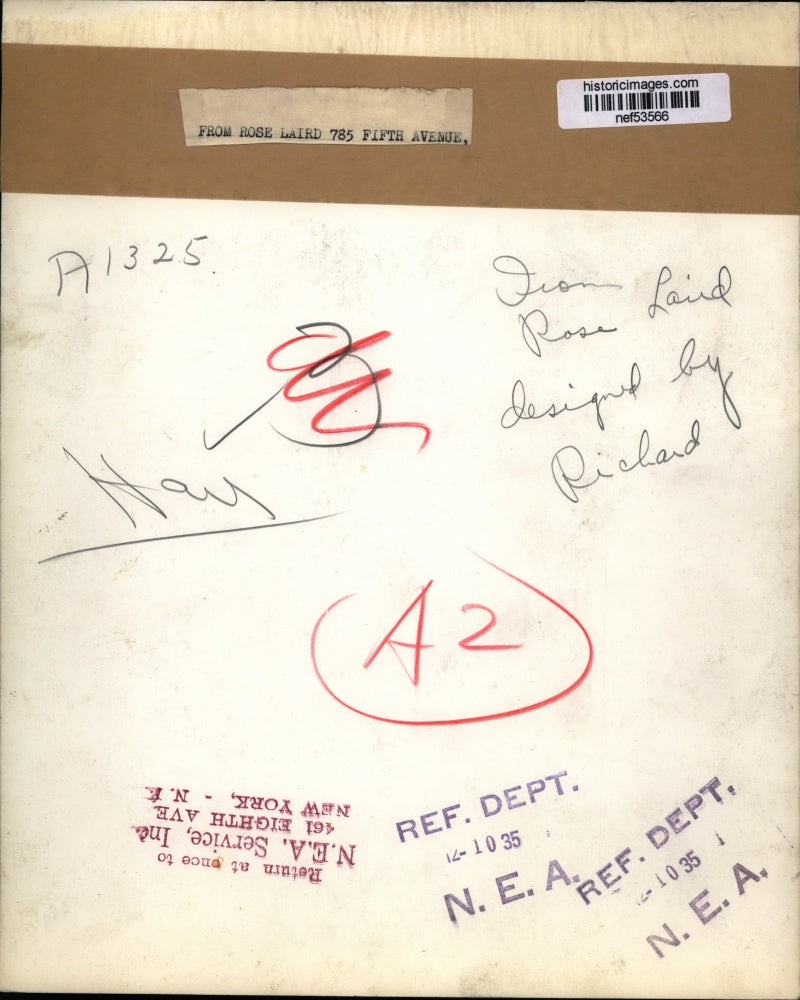 historicimages.com
nef53566
FROM ROSE LAIRD 785 FIFTH AVENUE,
A1325
From Laird
Rose
designed by
Richard
A2
Return at once to
N.E.A. Service, Inc.
461 EIGHTH AVE.
NEW YORK, - N.Y.
REF. DEPT.
12-10 35
N. E. A.
REF. DEPT.
12-10 35
N. E. A.